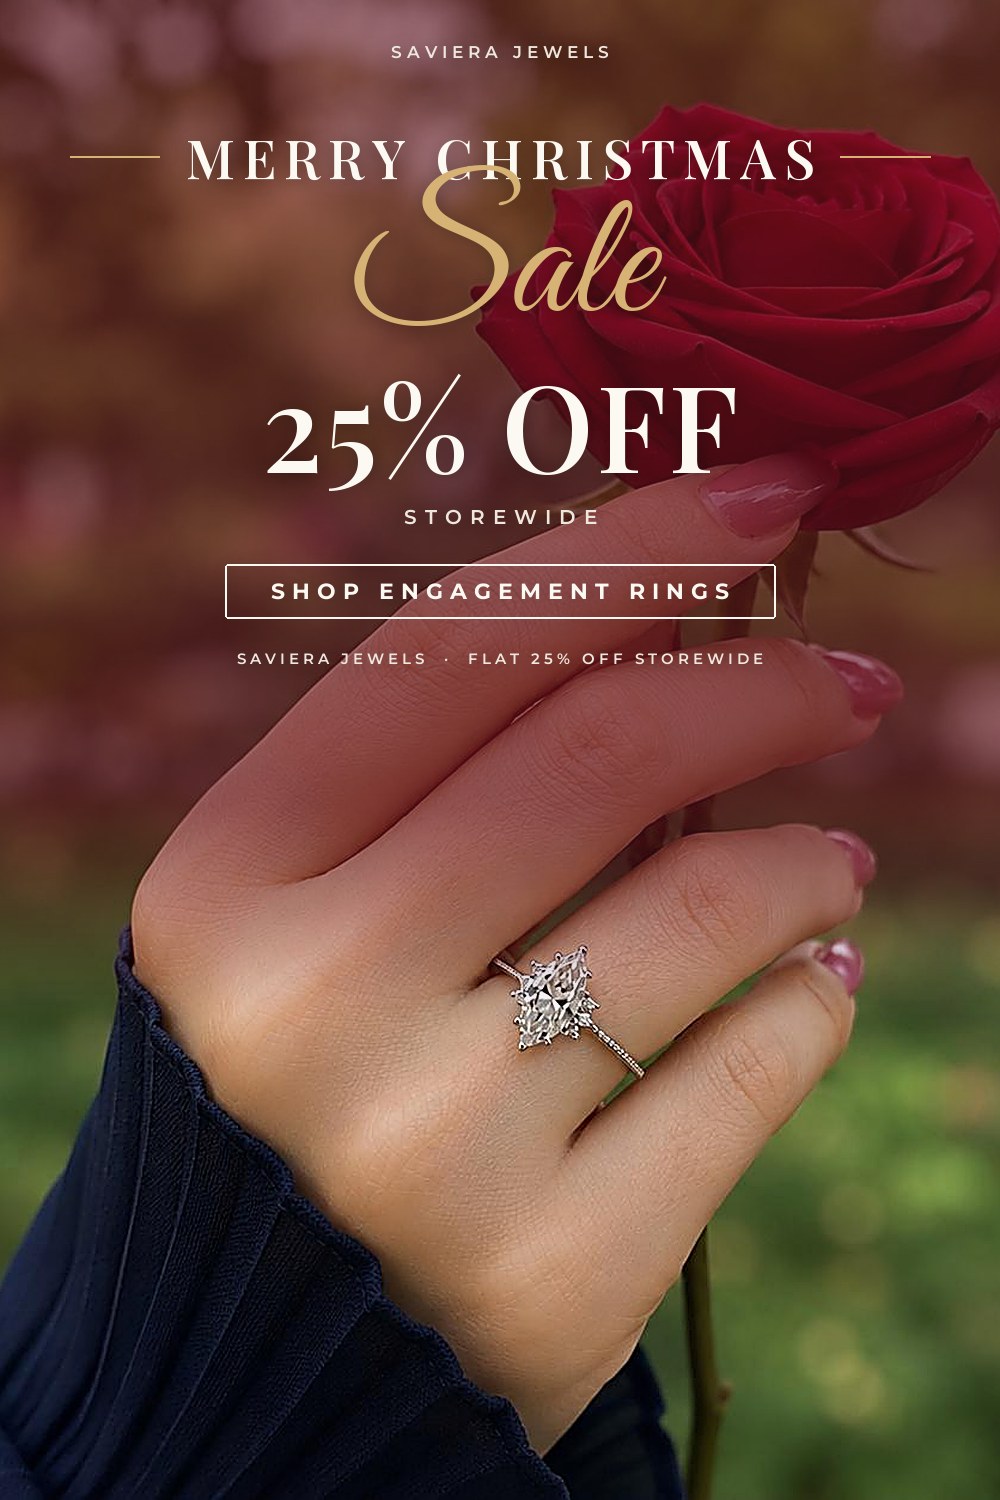 SAVIERA JEWELS
MERRY CHRISTMAS
Sale
25% OFF
STOREWIDE
SHOP ENGAGEMENT RINGS
SAVIERA JEWELS · FLAT 25% OFF STOREWIDE